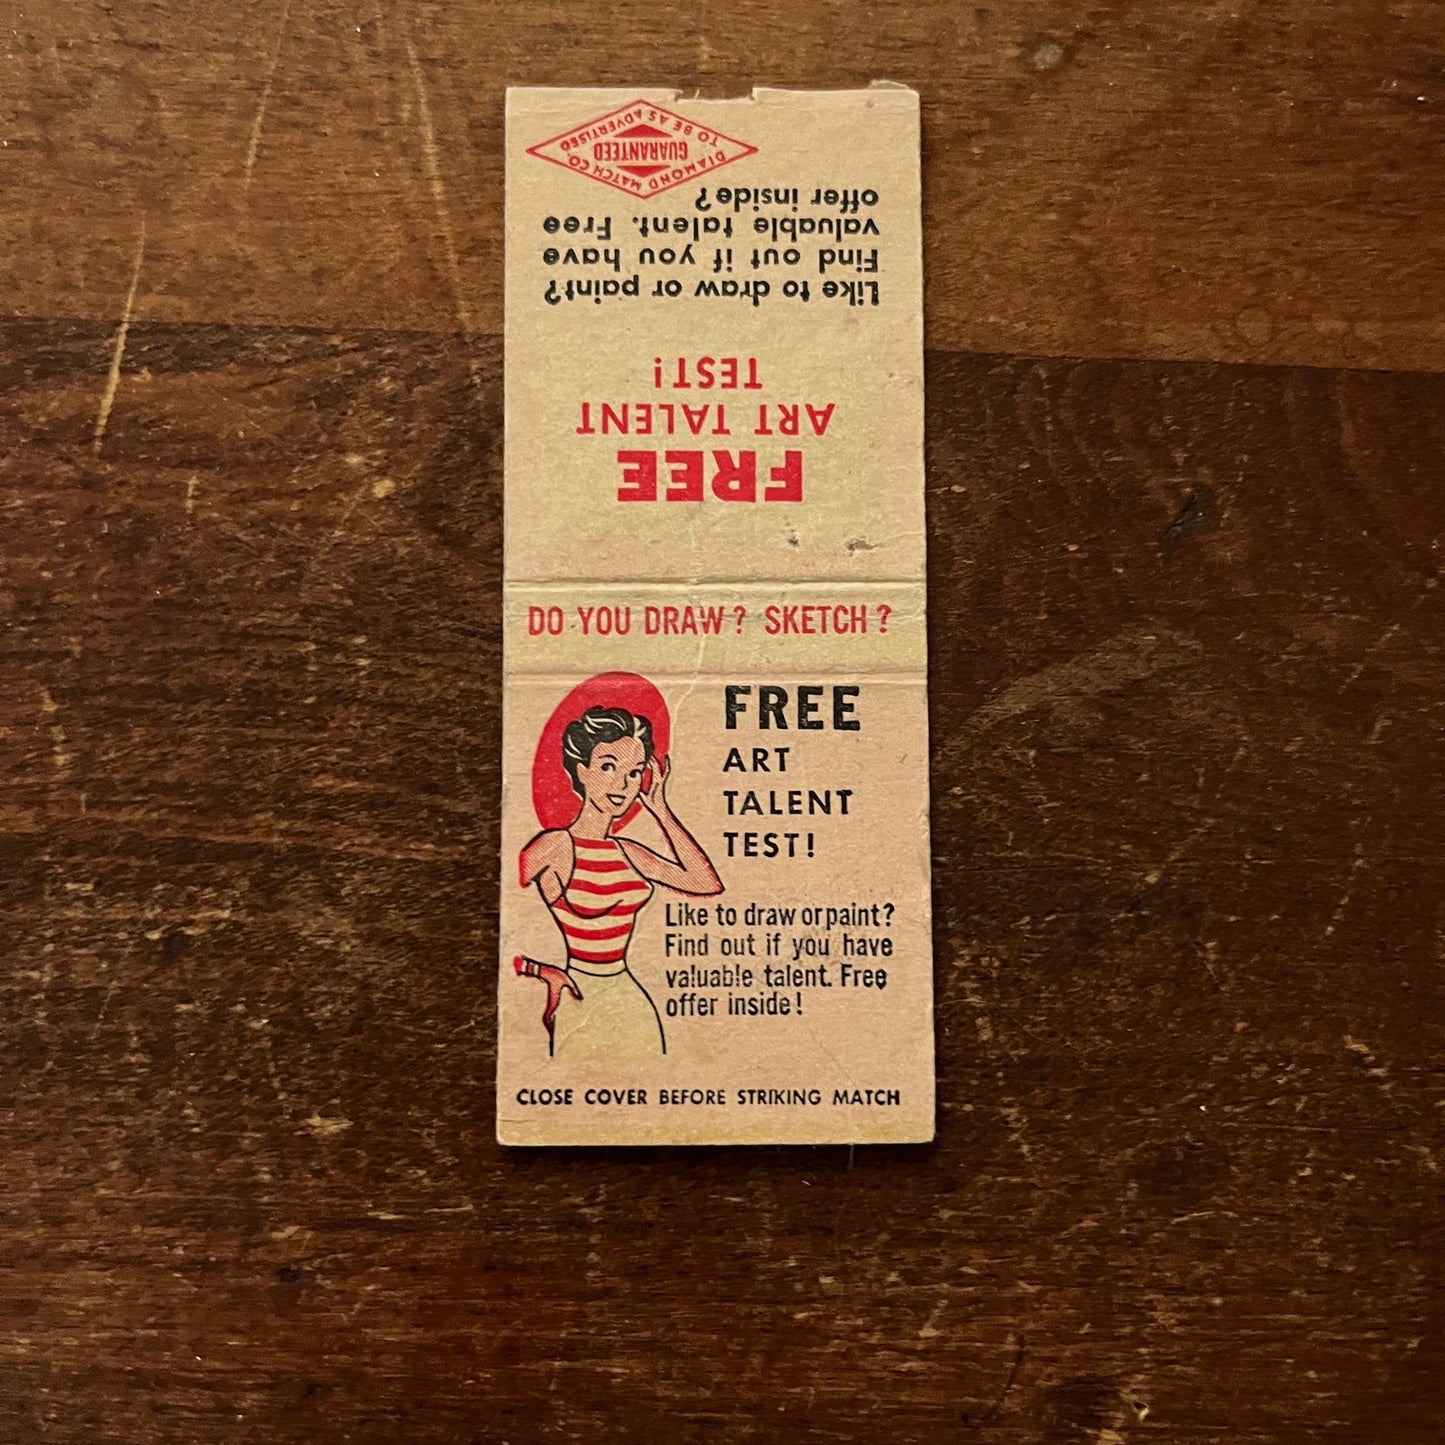 DIAMOND MATCH CO.
GUARANTEED
TO BE AS ADVERTISED
FREE
ART TALENT
TEST!
Like to draw or paint?
Find out if you have
valuable talent. Free
offer inside?
DO YOU DRAW? SKETCH?
FREE
ART
TALENT
TEST!
Like to draw or paint?
Find out if you have
valuable talent. Free
offer inside!
CLOSE COVER BEFORE STRIKING MATCH